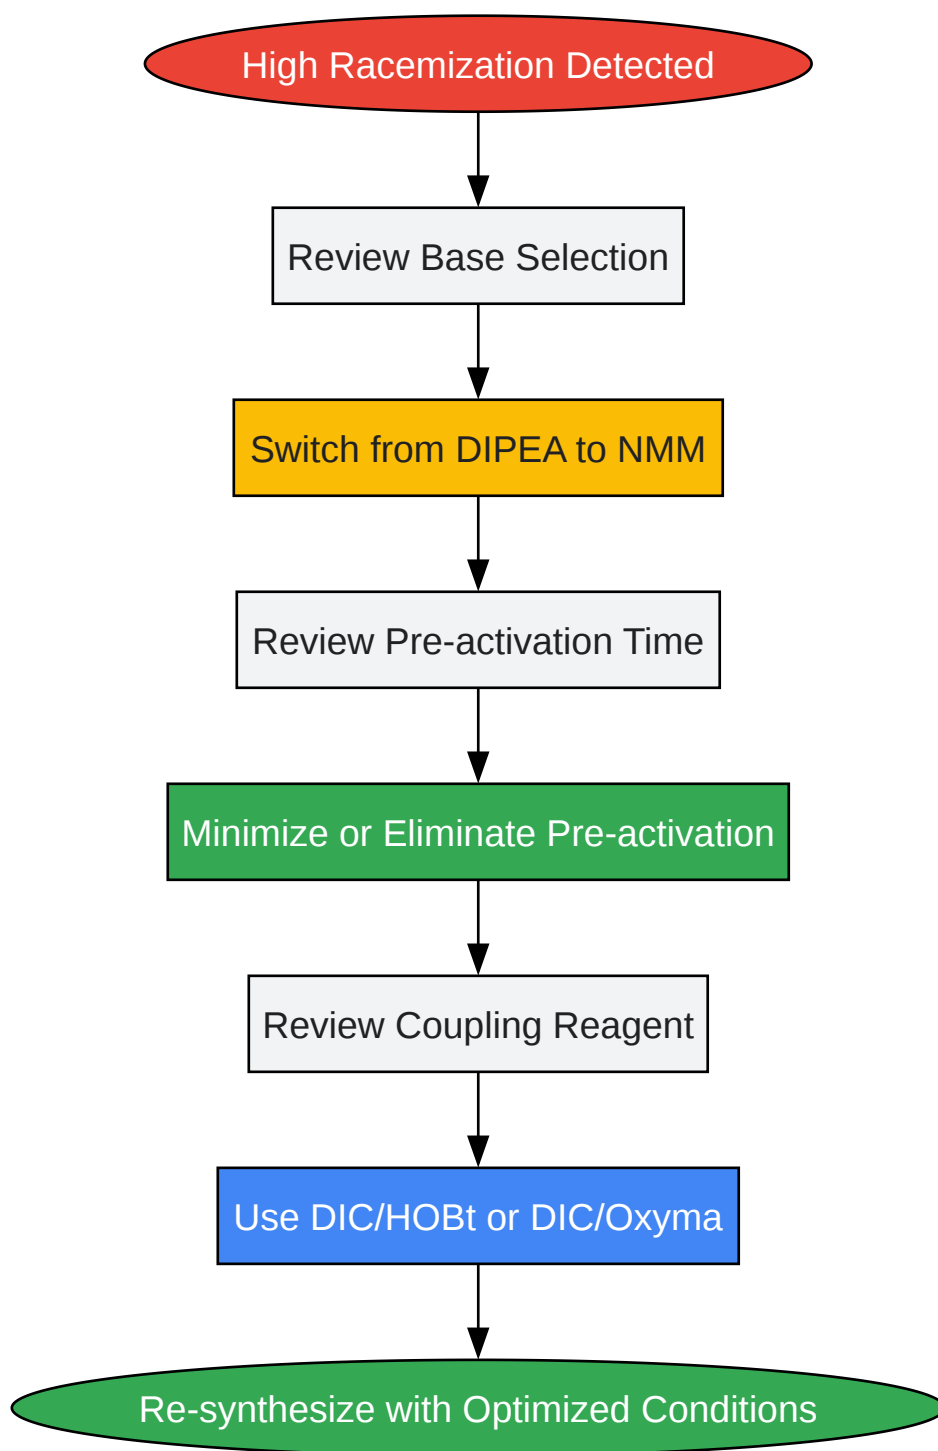 High Racemization Detected
Review Base Selection
Switch from DIPEA to NMM
Review Pre-activation Time
Minimize or Eliminate Pre-activation
Review Coupling Reagent
Use DIC/HOBt or DIC/Oxyma
Re-synthesize with Optimized Conditions